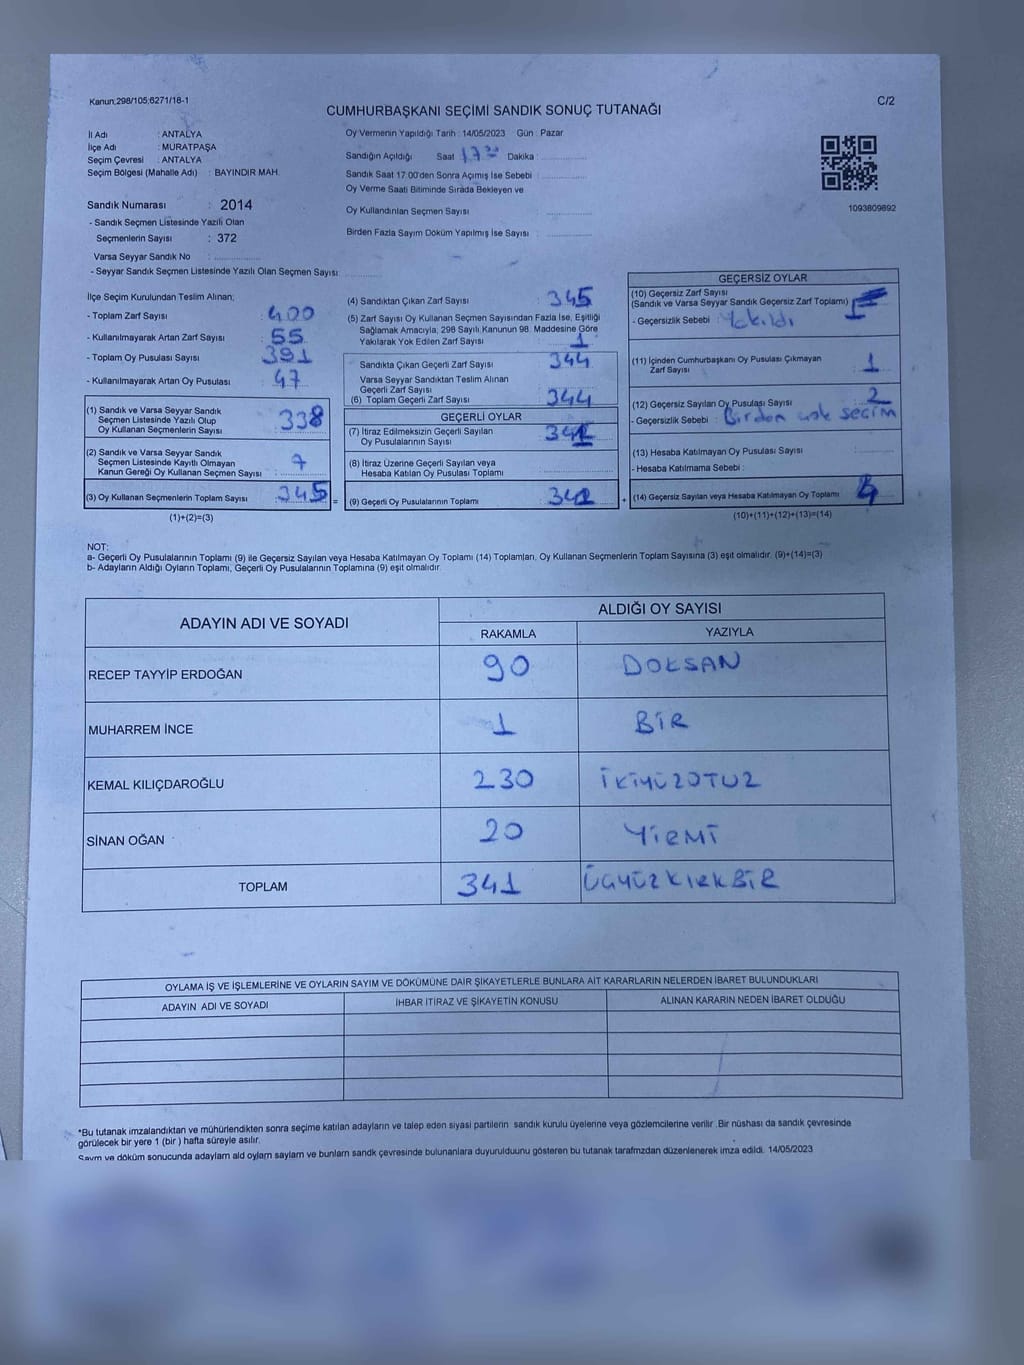 Kanun:298/105;6271/18-1
C/2
CUMHURBAŞKANI SEÇİMİ SANDIK SONUÇ TUTANAĞI
İl Adı : ANTALYA
İlçe Adı : MURATPAŞA
Seçim Çevresi : ANTALYA
Seçim Bölgesi (Mahalle Adı) : BAYINDIR MAH.
Sandık Numarası : 2014
- Sandık Seçmen Listesinde Yazılı Olan
Seçmenlerin Sayısı : 372
Varsa Seyyar Sandık No :
- Seyyar Sandık Seçmen Listesinde Yazılı Olan Seçmen Sayısı:
Oy Vermenin Yapıldığı Tarih : 14/05/2023 Gün : Pazar
Sandığın Açıldığı Saat 17 Dakika :
Sandık Saat 17:00'den Sonra Açımış İse Sebebi :
Oy Verme Saati Bitiminde Sırada Bekleyen ve
Oy Kullandırılan Seçmen Sayısı :
Birden Fazla Sayım Döküm Yapılmış İse Sayısı :
1093809892
İlçe Seçim Kurulundan Teslim Alınan;
- Toplam Zarf Sayısı : 400
- Kullanılmayarak Artan Zarf Sayısı : 55
- Toplam Oy Pusulası Sayısı : 391
- Kullanılmayarak Artan Oy Pusulası : 47
(1) Sandık ve Varsa Seyyar Sandık
Seçmen Listesinde Yazılı Olup
Oy Kullanan Seçmenlerin Sayısı : 338
(2) Sandık ve Varsa Seyyar Sandık
Seçmen Listesinde Kayıtlı Olmayan
Kanun Gereği Oy Kullanan Seçmen Sayısı : 7
(3) Oy Kullanan Seçmenlerin Toplam Sayısı : 345 =
(1)+(2)=(3)
(4) Sandıktan Çıkan Zarf Sayısı : 345
(5) Zarf Sayısı Oy Kullanan Seçmen Sayısından Fazla İse, Eşitliği
Sağlamak Amacıyla; 298 Sayılı Kanunun 98. Maddesine Göre
Yakılarak Yok Edilen Zarf Sayısı : 1
Sandıkta Çıkan Geçerli Zarf Sayısı : 344
Varsa Seyyar Sandıktan Teslim Alınan
Geçerli Zarf Sayısı
(6) Toplam Geçerli Zarf Sayısı : 344
GEÇERLİ OYLAR
(7) İtiraz Edilmeksizin Geçerli Sayılan
Oy Pusulalarının Sayısı : 341
(8) İtiraz Üzerine Geçerli Sayılan veya
Hesaba Katılan Oy Pusulası Toplamı :
(9) Geçerli Oy Pusulalarının Toplamı : 341 +
GEÇERSİZ OYLAR
(10) Geçersiz Zarf Sayısı
(Sandık ve Varsa Seyyar Sandık Geçersiz Zarf Toplamı) :
- Geçersizlik Sebebi : Yakıldı
(11) İçinden Cumhurbaşkanı Oy Pusulası Çıkmayan
Zarf Sayısı : 1
(12) Geçersiz Sayılan Oy Pusulası Sayısı : 2
- Geçersizlik Sebebi : Birden çok seçim
(13) Hesaba Katılmayan Oy Pusulası Sayısı :
- Hesaba Katılmama Sebebi :
(14) Geçersiz Sayılan veya Hesaba Katılmayan Oy Toplamı :
(10)+(11)+(12)+(13)=(14)
NOT:
a- Geçerli Oy Pusulalarının Toplamı (9) ile Geçersiz Sayılan veya Hesaba Katılmayan Oy Toplamı (14) Toplamları, Oy Kullanan Seçmenlerin Toplam Sayısına (3) eşit olmalıdır. (9)+(14)=(3)
b- Adayların Aldığı Oyların Toplamı, Geçerli Oy Pusulalarının Toplamına (9) eşit olmalıdır.
ADAYIN ADI VE SOYADI
ALDIĞI OY SAYISI
RAKAMLA YAZIYLA
RECEP TAYYİP ERDOĞAN 90 DOKSAN
MUHARREM İNCE 1 BİR
KEMAL KILIÇDAROĞLU 230 İKİYÜZOTUZ
SİNAN OĞAN 20 YİRMİ
TOPLAM 341 ÜÇYÜZKIRKBİR
OYLAMA İŞ VE İŞLEMLERİNE VE OYLARIN SAYIM VE DÖKÜMÜNE DAİR ŞİKAYETLERLE BUNLARA AİT KARARLARIN NELERDEN İBARET BULUNDUKLARI
ADAYIN ADI VE SOYADI İHBAR İTİRAZ VE ŞİKAYETİN KONUSU ALINAN KARARIN NEDEN İBARET OLDUĞU
*Bu tutanak imzalandıktan ve mühürlendikten sonra seçime katılan adayların ve talep eden siyasi partilerin sandık kurulu üyelerine veya gözlemcilerine verilir .Bir nüshası da sandık çevresinde
görülecek bir yere 1 (bir ) hafta süreyle asılır.
Sayım ve döküm sonucunda adayların ald oyların sayların ve bunların sandk çevresinde bulunanlara duyurulduunu gösteren bu tutanak tarafmzdan düzenlenerek imza edildi. 14/05/2023